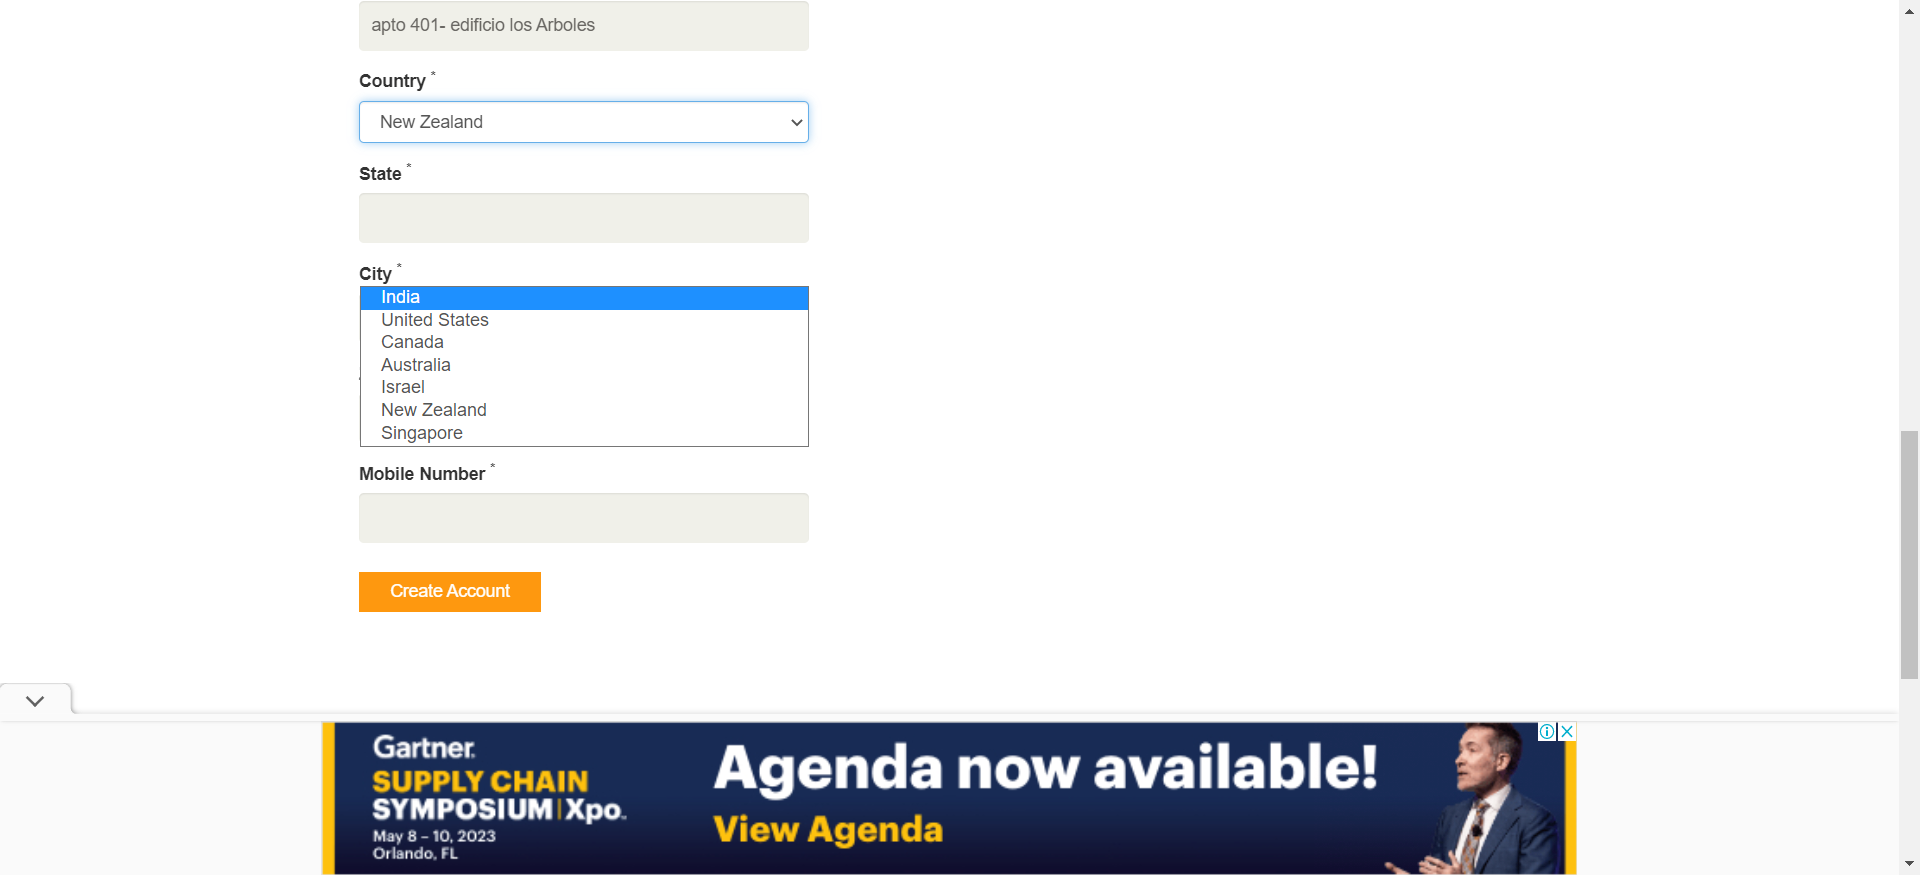 apto 401- edificio los Arboles
Country *
New Zealand
State *
City *
India
United States
Canada
Australia
Israel
New Zealand
Singapore
Mobile Number *
Create Account
Gartner.
SUPPLY CHAIN
SYMPOSIUM | Xpo.
May 8 – 10, 2023
Orlando, FL
Agenda now available!
View Agenda